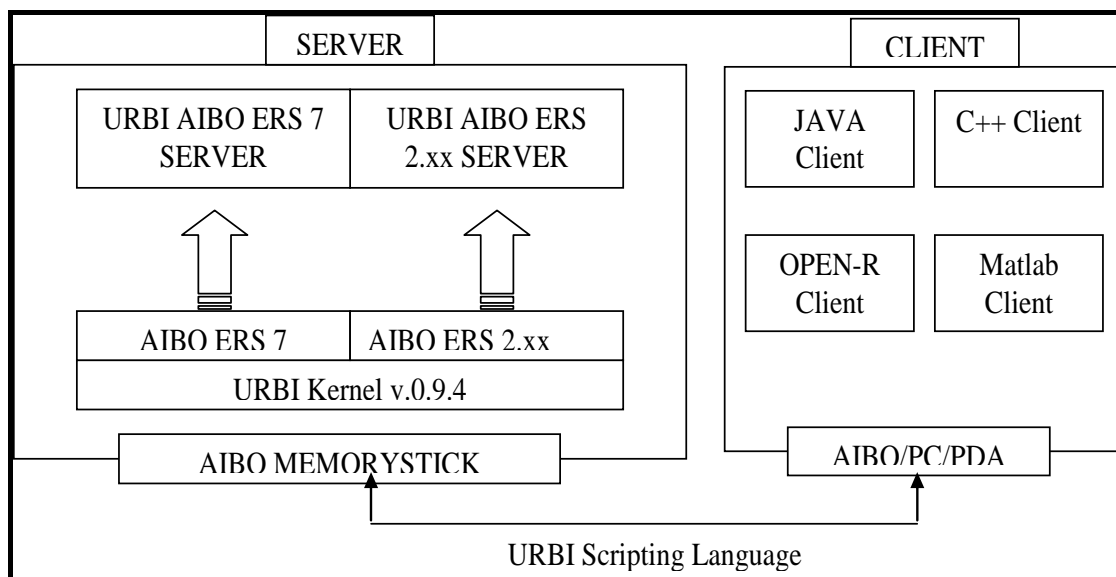 SERVER
URBI AIBO ERS 7
SERVER
URBI AIBO ERS
2.xx SERVER
AIBO ERS 7
AIBO ERS 2.xx
URBI Kernel v.0.9.4
AIBO MEMORYSTICK
CLIENT
JAVA
Client
C++ Client
OPEN-R
Client
Matlab
Client
AIBO/PC/PDA
URBI Scripting Language